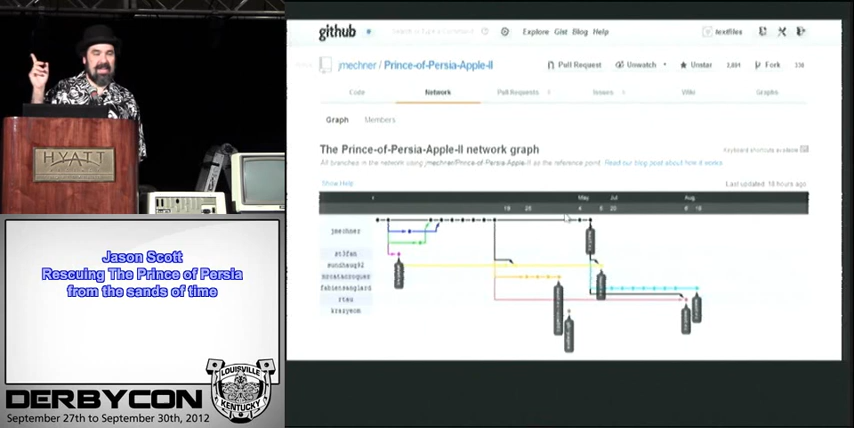 HYATT
Jason Scott
Rescuing The Prince of Persia
from the sands of time
DERBYCON
LOUISVILLE
KENTUCKY
September 27th to September 30th, 2012
github
Explore Gist Blog Help
textfiles
jmechner / Prince-of-Persia-Apple-II
Pull Request
Unwatch
Unstar
Fork
Code
Network
Pull Requests
Issues
Wiki
Graphs
Graph
Members
The Prince-of-Persia-Apple-II network graph
Keyboard shortcuts available
All branches in the network using jmechner/Prince-of-Persia-Apple-II as the reference point. Read our blog post about how it works.
Show Help
Last updated: 18 hours ago
May
Jul
Aug
jmechner
st3fan
fabiensanglard
rtau